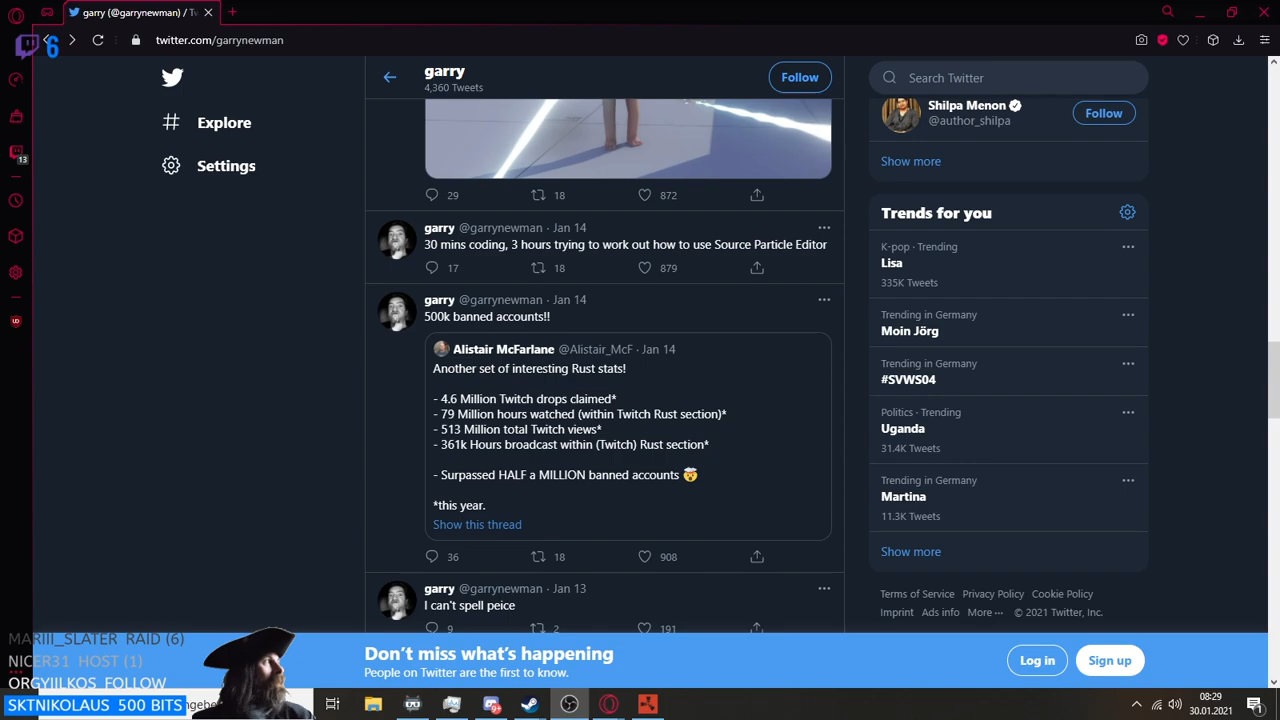 garry (@garrynewman) / Tw
6
twitter.com/garrynewman
garry
4,360 Tweets
Follow
Search Twitter
Explore
Settings
13
Shilpa Menon
@author_shilpa
Follow
Show more
29 18 872
garry @garrynewman · Jan 14
30 mins coding, 3 hours trying to work out how to use Source Particle Editor
17 18 879
garry @garrynewman · Jan 14
500k banned accounts!!
Alistair McFarlane @Alistair_McF · Jan 14
Another set of interesting Rust stats!
- 4.6 Million Twitch drops claimed*
- 79 Million hours watched (within Twitch Rust section)*
- 513 Million total Twitch views*
- 361k Hours broadcast within (Twitch) Rust section*
- Surpassed HALF a MILLION banned accounts 🤯
*this year.
Show this thread
36 18 908
garry @garrynewman · Jan 13
I can't spell peice
9 2 191
Trends for you
K-pop · Trending
Lisa
335K Tweets
Trending in Germany
Moin Jörg
Trending in Germany
#SVWS04
Politics · Trending
Uganda
31.4K Tweets
Trending in Germany
Martina
11.3K Tweets
Show more
Terms of Service Privacy Policy Cookie Policy
Imprint Ads info More ··· © 2021 Twitter, Inc.
MARIII_SLATER RAID (6)
NICER31 HOST (1)
ORGYIILKOS FOLLOW
SKTNIKOLAUS 500 BITS
Don't miss what's happening
People on Twitter are the first to know.
Log in
Sign up
08:29
30.01.2021